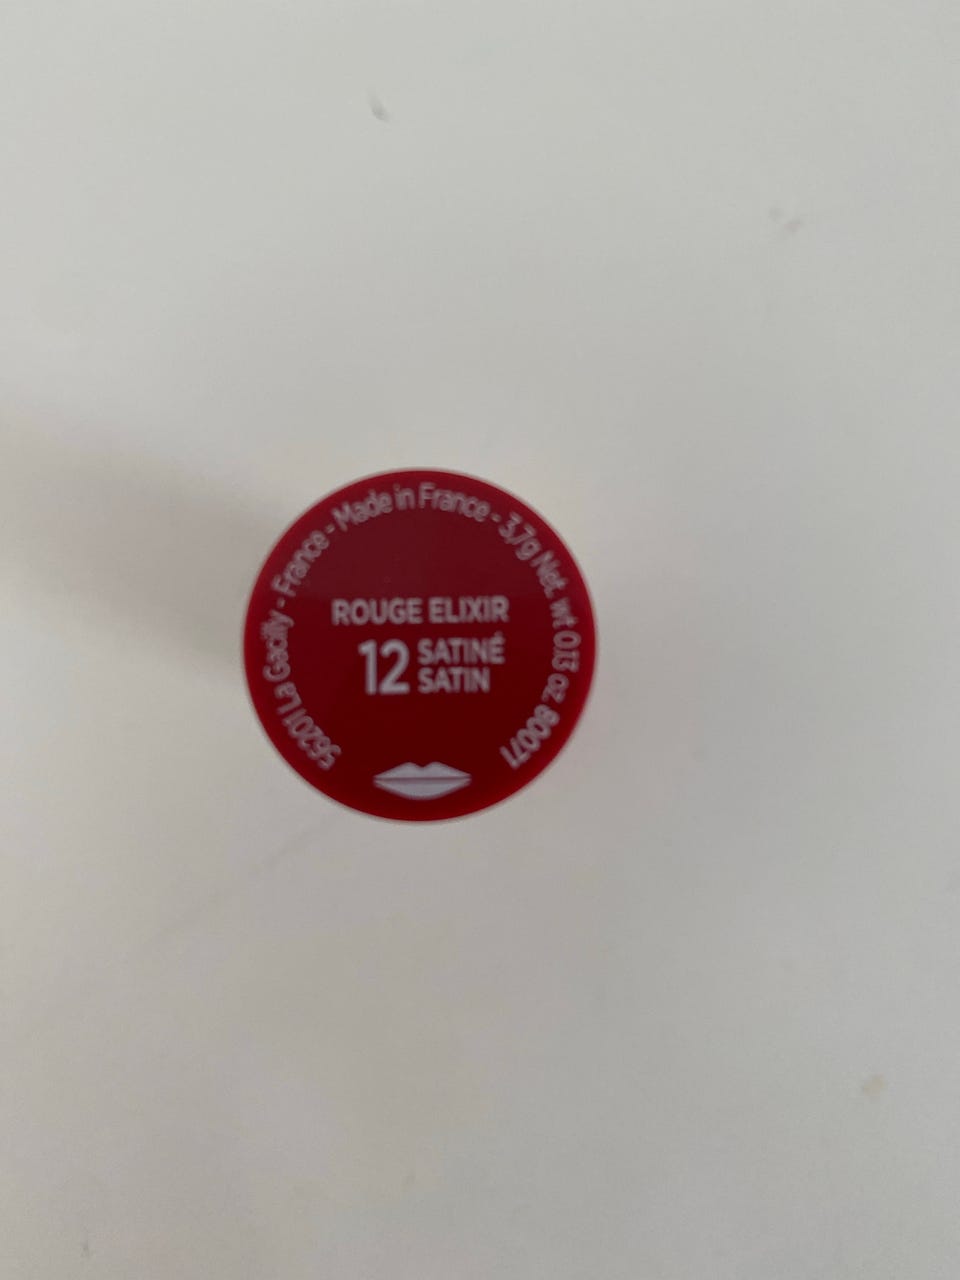 56201 La Gacilly - France - Made in France - 3,7g Net. wt 0.13 oz 80071
ROUGE ELIXIR
12 SATINÉ
SATIN